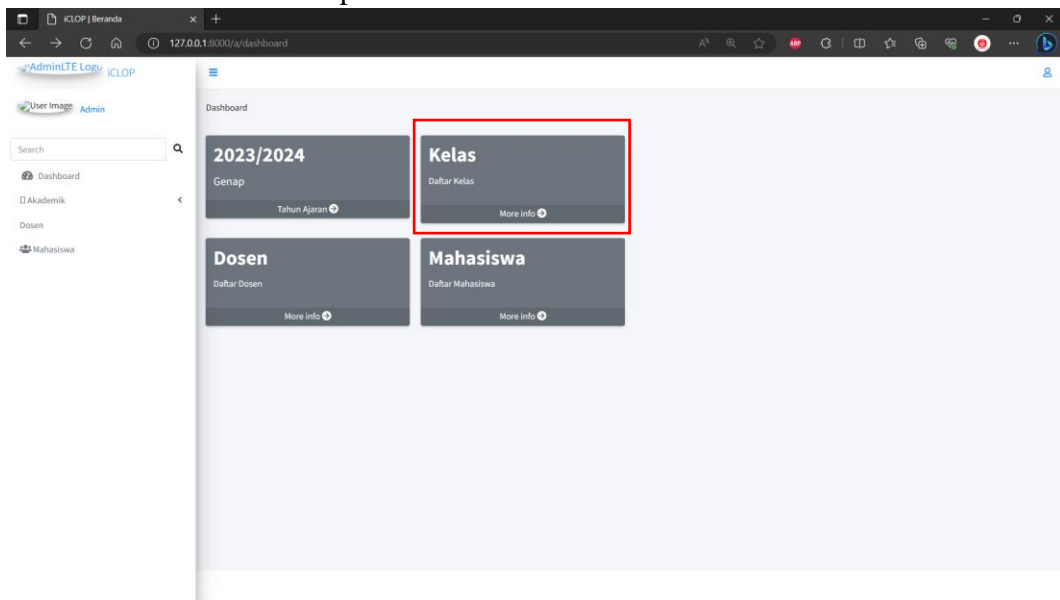 iCLOP | Beranda
127.0.0.1:8000/a/dashboard
AdminLTE Logo iCLOP
User Image Admin
Dashboard
Search
Dashboard
Akademik
Dosen
Mahasiswa
2023/2024
Genap
Tahun Ajaran
Kelas
Daftar Kelas
More info
Dosen
Daftar Dosen
More info
Mahasiswa
Daftar Mahasiswa
More info